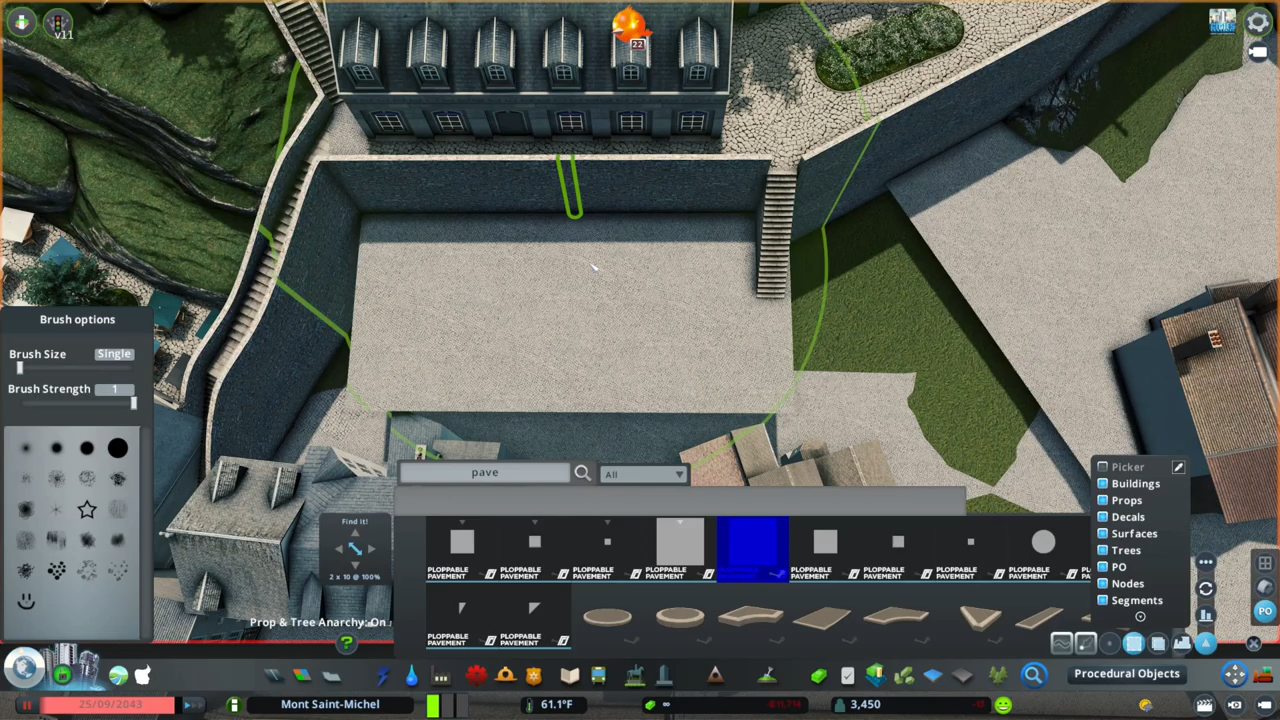 v11
22
Brush options
Brush Size Single
Brush Strength 1
pave
All
Find It!
2 x 10 @ 100%
Prop & Tree Anarchy: On
PLOPPABLE PAVEMENT
PLOPPABLE PAVEMENT
PLOPPABLE PAVEMENT
PLOPPABLE PAVEMENT
PLOPPABLE PAVEMENT
PLOPPABLE PAVEMENT
PLOPPABLE PAVEMENT
PLOPPABLE PAVEMENT
PLOPPABLE PAVEMENT
PLOPPABLE PAVEMENT
Picker
Buildings
Props
Decals
Surfaces
Trees
PO
Nodes
Segments
PO
?
Procedural Objects
25/09/2043
Mont Saint-Michel
61.1°F
∞
3,450